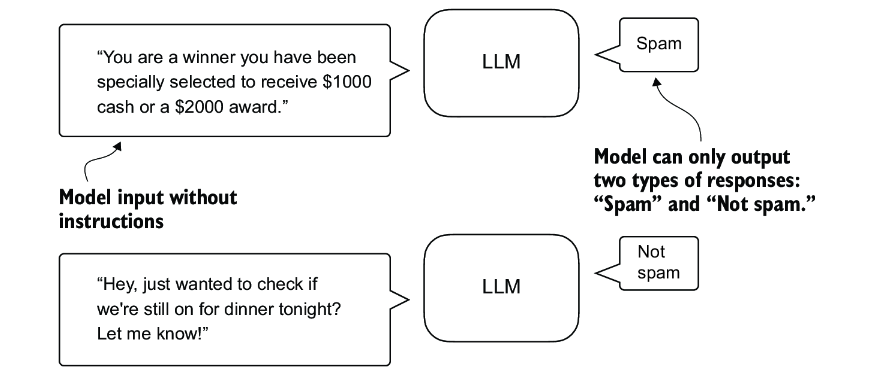 “You are a winner you have been
specially selected to receive $1000
cash or a $2000 award.”
LLM
Spam
Model input without
instructions
Model can only output
two types of responses:
“Spam” and “Not spam.”
“Hey, just wanted to check if
we're still on for dinner tonight?
Let me know!”
LLM
Not
spam